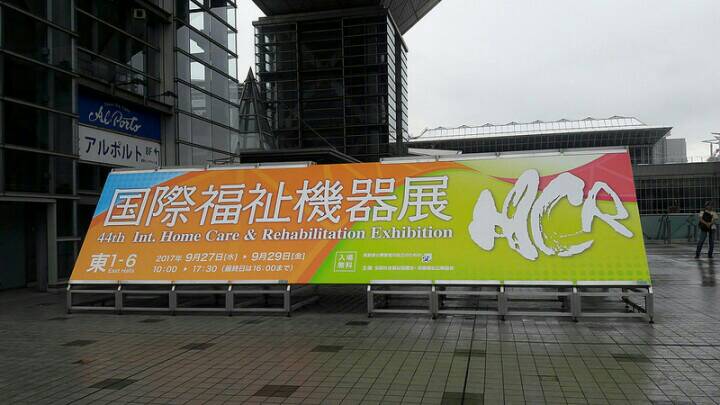 Al Porto
アルポルト
国際福祉機器展
HCR
44th Int. Home Care & Rehabilitation Exhibition
東1-6
East Halls
2017年 9月27日(水) ▸ 9月29日(金)
10:00 ▸ 17:30 (最終日は16:00まで)
入場
無料